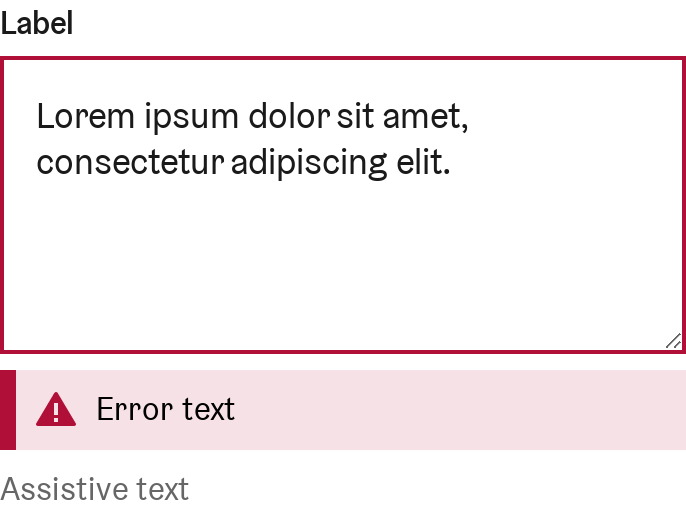 Label
Lorem ipsum dolor sit amet,
consectetur adipiscing elit.
Error text
Assistive text